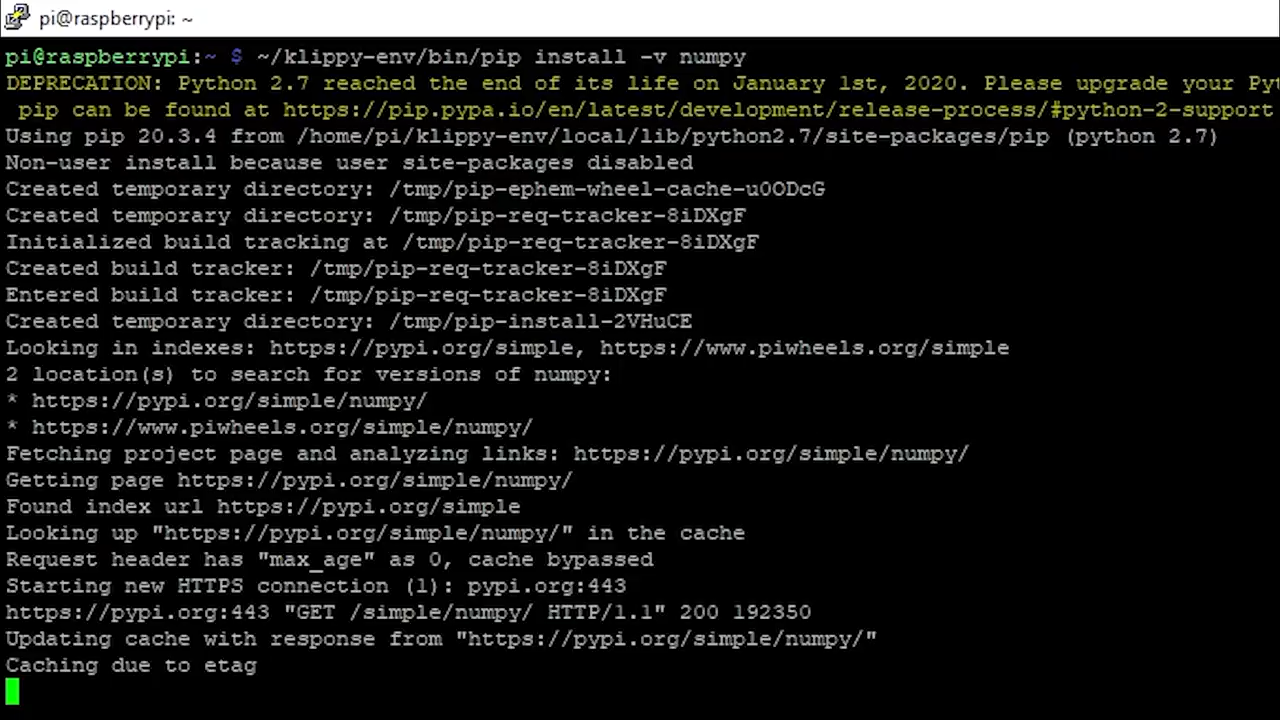 pi@raspberrypi: ~
pi@raspberrypi:~ $ ~/klippy-env/bin/pip install -v numpy
DEPRECATION: Python 2.7 reached the end of its life on January 1st, 2020. Please upgrade your Py
pip can be found at https://pip.pypa.io/en/latest/development/release-process/#python-2-support
Using pip 20.3.4 from /home/pi/klippy-env/local/lib/python2.7/site-packages/pip (python 2.7)
Non-user install because user site-packages disabled
Created temporary directory: /tmp/pip-ephem-wheel-cache-u0ODcG
Created temporary directory: /tmp/pip-req-tracker-8iDXgF
Initialized build tracking at /tmp/pip-req-tracker-8iDXgF
Created build tracker: /tmp/pip-req-tracker-8iDXgF
Entered build tracker: /tmp/pip-req-tracker-8iDXgF
Created temporary directory: /tmp/pip-install-2VHuCE
Looking in indexes: https://pypi.org/simple, https://www.piwheels.org/simple
2 location(s) to search for versions of numpy:
* https://pypi.org/simple/numpy/
* https://www.piwheels.org/simple/numpy/
Fetching project page and analyzing links: https://pypi.org/simple/numpy/
Getting page https://pypi.org/simple/numpy/
Found index url https://pypi.org/simple
Looking up "https://pypi.org/simple/numpy/" in the cache
Request header has "max_age" as 0, cache bypassed
Starting new HTTPS connection (1): pypi.org:443
https://pypi.org:443 "GET /simple/numpy/ HTTP/1.1" 200 192350
Updating cache with response from "https://pypi.org/simple/numpy/"
Caching due to etag